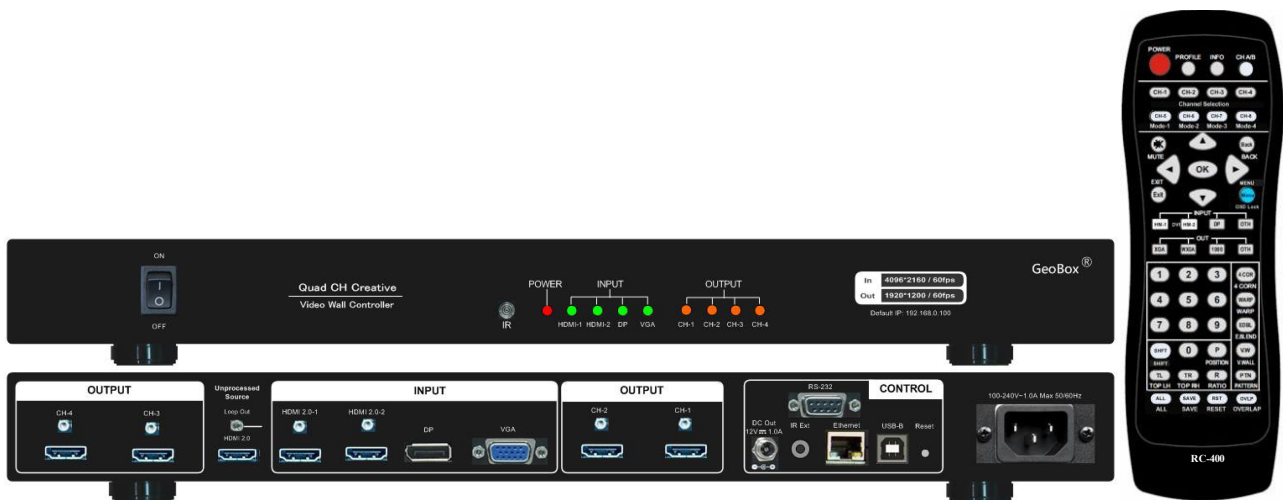 ON
OFF
Quad CH Creative
Video Wall Controller
IR
POWER INPUT OUTPUT
HDMI-1 HDMI-2 DP VGA CH-1 CH-2 CH-3 CH-4
In 4096*2160 / 60fps
Out 1920*1200 / 60fps
Default IP: 192.168.0.100
GeoBox ®
OUTPUT
CH-4 CH-3
Unprocessed
Source
Loop Out
HDMI 2.0
INPUT
HDMI 2.0-1 HDMI 2.0-2 DP VGA
OUTPUT
CH-2 CH-1
RS-232 CONTROL
DC Out
12V 1.0A
IR Ext Ethernet USB-B Reset
100-240V~1.0A Max 50/60Hz
POWER PROFILE INFO CH A/B
CH-1 CH-2 CH-3 CH-4
Channel Selection
CH-5 CH-6 CH-7 CH-8
Mode-1 Mode-2 Mode-3 Mode-4
Back
MUTE BACK
OK
EXIT MENU
Exit Menu
OSD Lock
INPUT
HM-1 DVI HM-2 DP OTH
OUT
XGA WXGA 1080 OTH
1 2 3 4 COR
4 CORN
4 5 6 WARP
WARP
7 8 9 EDBL
E.BLEND
SHFT 0 P V.W
SHIFT POSITION V.WALL
TL TR R PTN
TOP LH TOP RH RATIO PATTERN
ALL SAVE RST OVLP
ALL SAVE RESET OVERLAP
RC-400